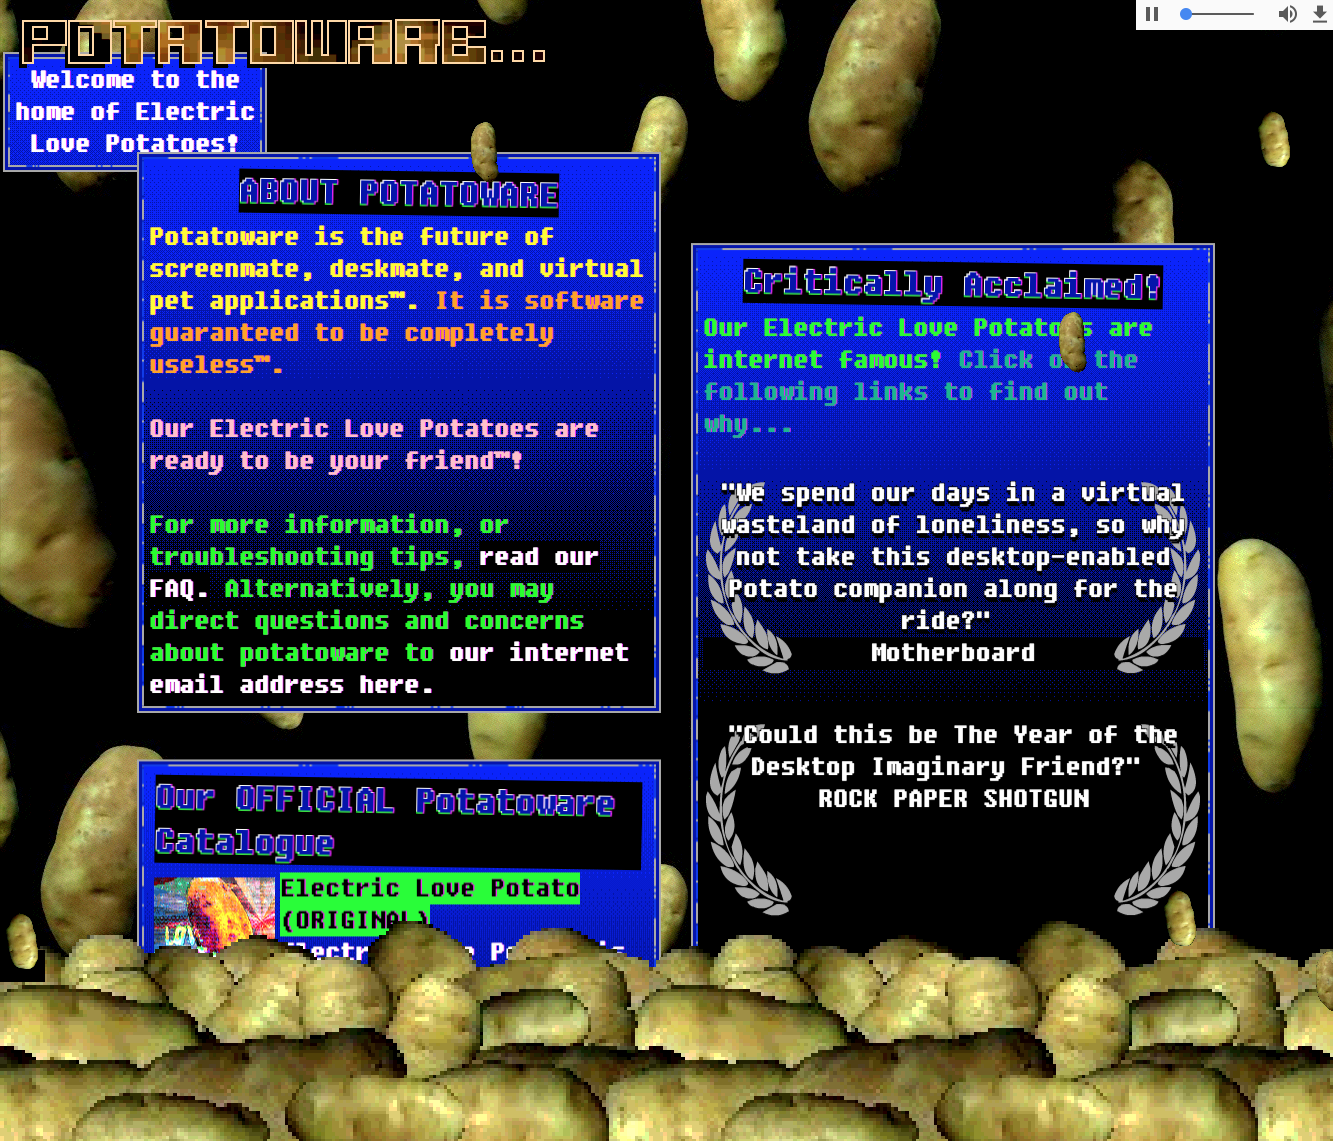 POTATOWARE...
Welcome to the
home of Electric
Love Potatoes!
ABOUT POTATOWARE
Potatoware is the future of
screenmate, deskmate, and virtual
pet applications™. It is software
guaranteed to be completely
useless™.
Our Electric Love Potatoes are
ready to be your friend™!
For more information, or
troubleshooting tips, read our
FAQ. Alternatively, you may
direct questions and concerns
about potatoware to our internet
email address here.
Our OFFICIAL Potatoware
Catalogue
Electric Love Potato
(ORIGINAL)
Critically Acclaimed!
Our Electric Love Potatoes are
internet famous! Click on the
following links to find out
why...
"We spend our days in a virtual
wasteland of loneliness, so why
not take this desktop-enabled
Potato companion along for the
ride?"
Motherboard
"Could this be The Year of the
Desktop Imaginary Friend?"
ROCK PAPER SHOTGUN